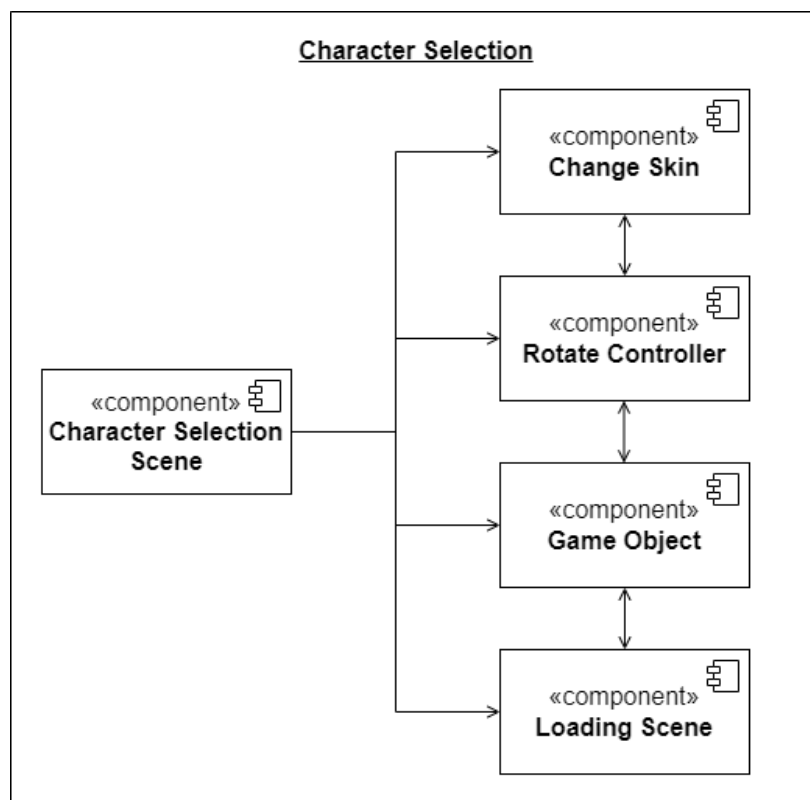 Character Selection
«component»
Change Skin
«component»
Rotate Controller
«component»
Character Selection
Scene
«component»
Game Object
«component»
Loading Scene